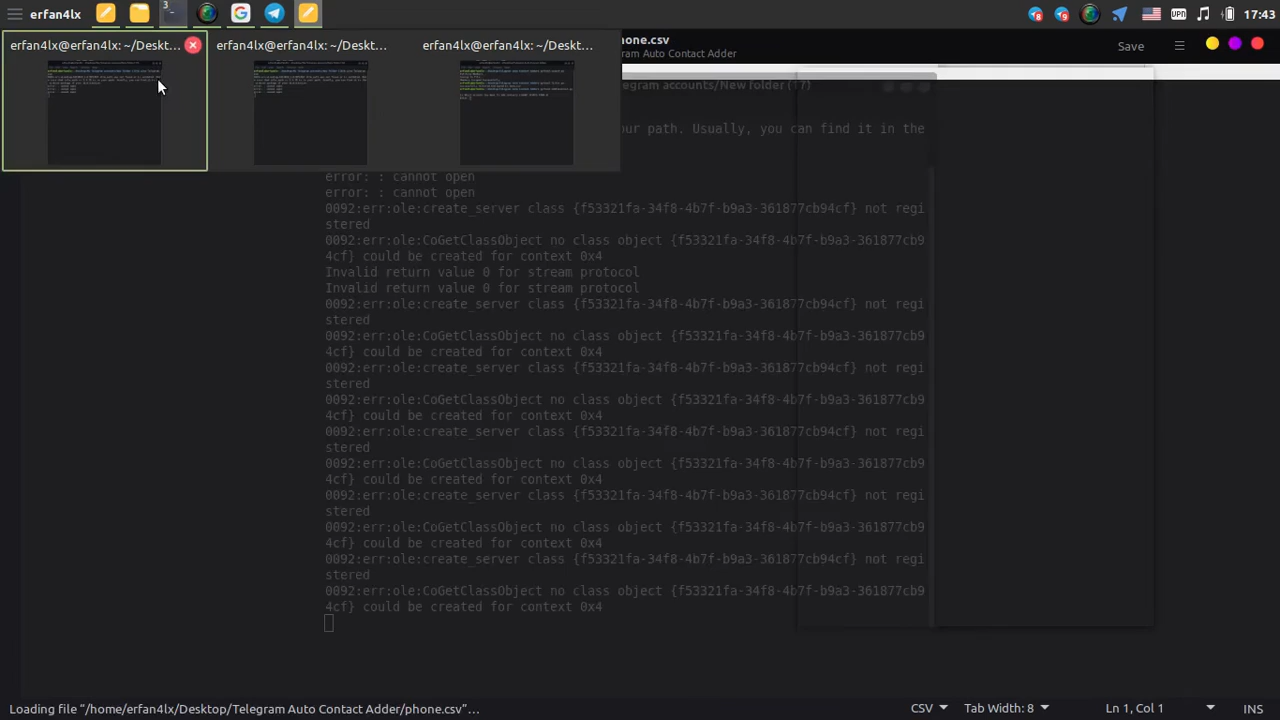 erfan4lx
3
8
9
VPN
17:43
erfan4lx@erfan4lx: ~/Deskt...
erfan4lx@erfan4lx: ~/Deskt...
erfan4lx@erfan4lx: ~/Deskt...
hone.csv
legram Auto Contact Adder
Save
legram accounts/New folder (17)
ur path. Usually, you can find it in the
error: : cannot open
error: : cannot open
0092:err:ole:create_server class {f53321fa-34f8-4b7f-b9a3-361877cb94cf} not regi
stered
0092:err:ole:CoGetClassObject no class object {f53321fa-34f8-4b7f-b9a3-361877cb9
4cf} could be created for context 0x4
Invalid return value 0 for stream protocol
Invalid return value 0 for stream protocol
0092:err:ole:create_server class {f53321fa-34f8-4b7f-b9a3-361877cb94cf} not regi
stered
0092:err:ole:CoGetClassObject no class object {f53321fa-34f8-4b7f-b9a3-361877cb9
4cf} could be created for context 0x4
0092:err:ole:create_server class {f53321fa-34f8-4b7f-b9a3-361877cb94cf} not regi
stered
0092:err:ole:CoGetClassObject no class object {f53321fa-34f8-4b7f-b9a3-361877cb9
4cf} could be created for context 0x4
0092:err:ole:create_server class {f53321fa-34f8-4b7f-b9a3-361877cb94cf} not regi
stered
0092:err:ole:CoGetClassObject no class object {f53321fa-34f8-4b7f-b9a3-361877cb9
4cf} could be created for context 0x4
0092:err:ole:create_server class {f53321fa-34f8-4b7f-b9a3-361877cb94cf} not regi
stered
0092:err:ole:CoGetClassObject no class object {f53321fa-34f8-4b7f-b9a3-361877cb9
4cf} could be created for context 0x4
0092:err:ole:create_server class {f53321fa-34f8-4b7f-b9a3-361877cb94cf} not regi
stered
0092:err:ole:CoGetClassObject no class object {f53321fa-34f8-4b7f-b9a3-361877cb9
4cf} could be created for context 0x4
Loading file “/home/erfan4lx/Desktop/Telegram Auto Contact Adder/phone.csv”…
CSV
Tab Width: 8
Ln 1, Col 1
INS